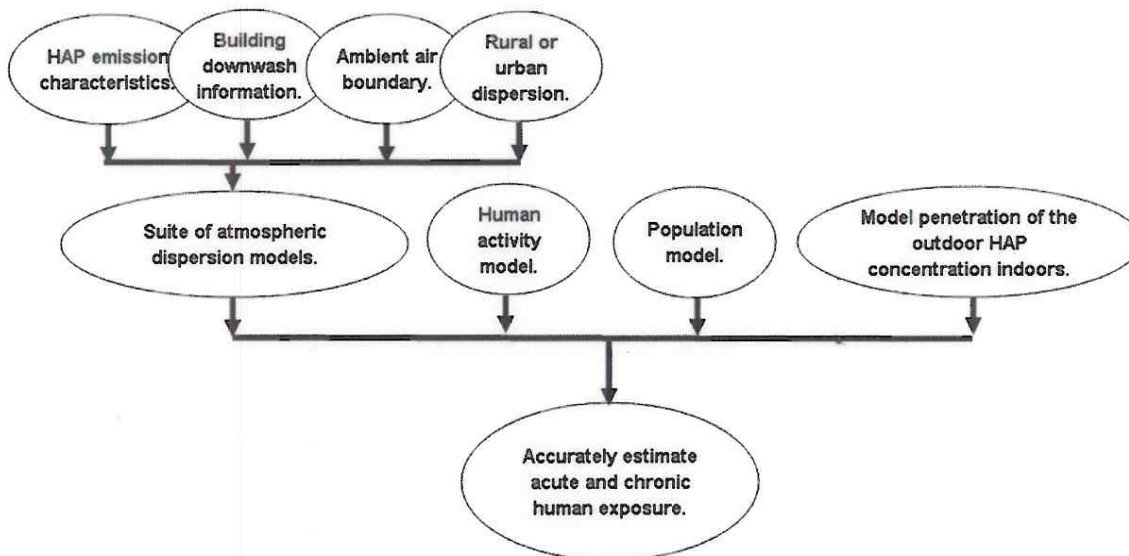 HAP emission
characteristics.
Building
downwash
information.
Ambient air
boundary.
Rural or
urban
dispersion.
Suite of atmospheric
dispersion models.
Human
activity
model.
Population
model.
Model penetration of the
outdoor HAP
concentration indoors.
Accurately estimate
acute and chronic
human exposure.